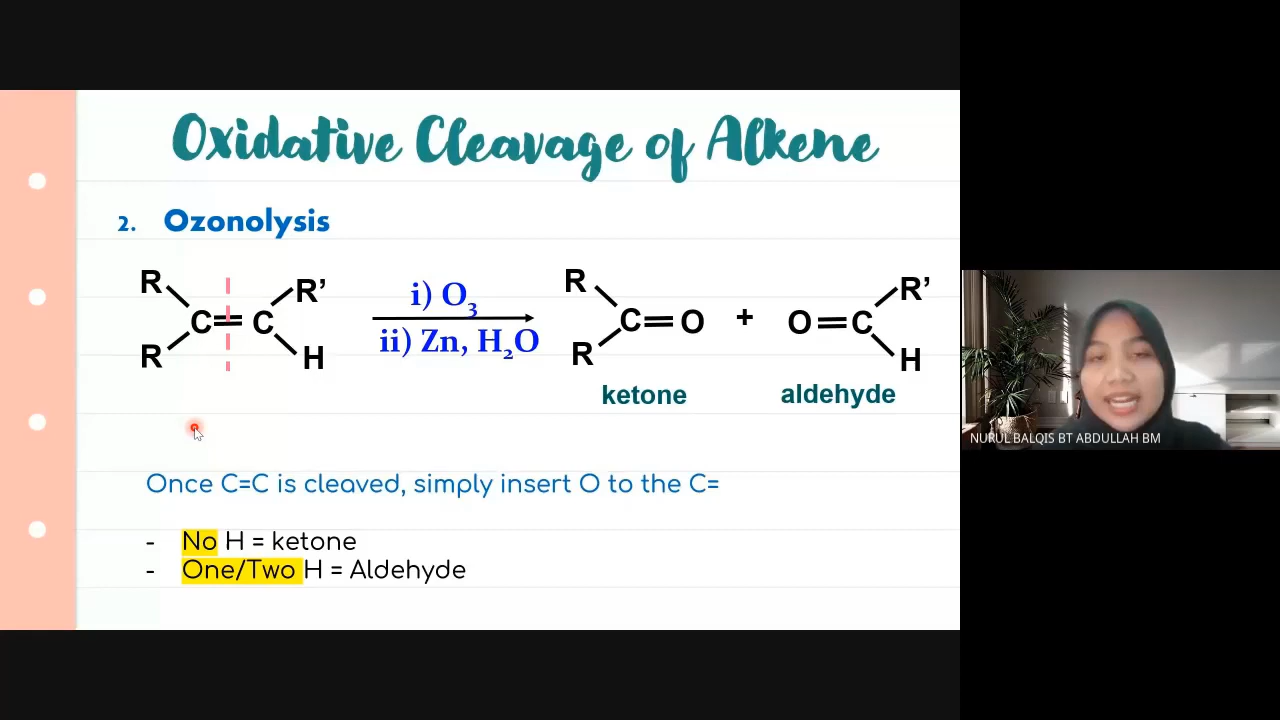 Oxidative Cleavage of Alkene
2. Ozonolysis
R R' i) O₃ R R'
C=C C=O + O=C
R H ii) Zn, H₂O R H
ketone aldehyde
Once C=C is cleaved, simply insert O to the C=
- No H = ketone
- One/Two H = Aldehyde
NURUL BALQIS BT ABDULLAH BM